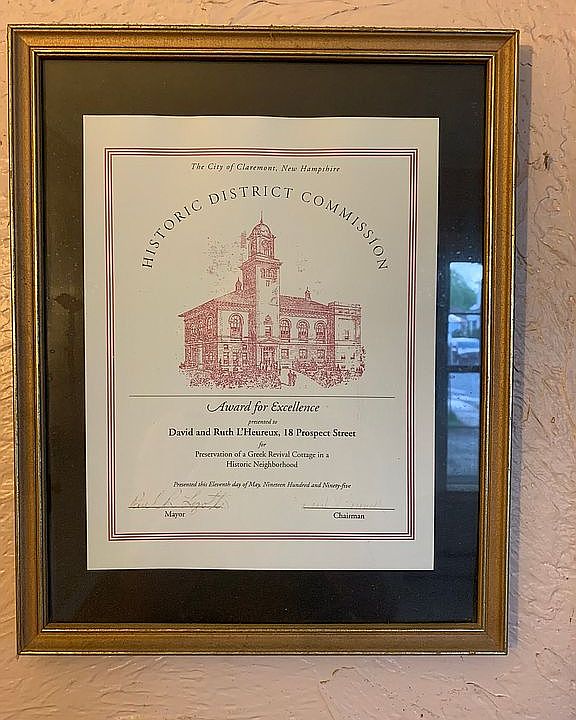 The City of Claremont, New Hampshire
HISTORIC DISTRICT COMMISSION
Award for Excellence
presented to
David and Ruth L'Heureux, 18 Prospect Street
for
Preservation of a Greek Revival Cottage in a
Historic Neighborhood
Presented this Eleventh day of May, Nineteen Hundred and Ninety-five
Mayor
Chairman